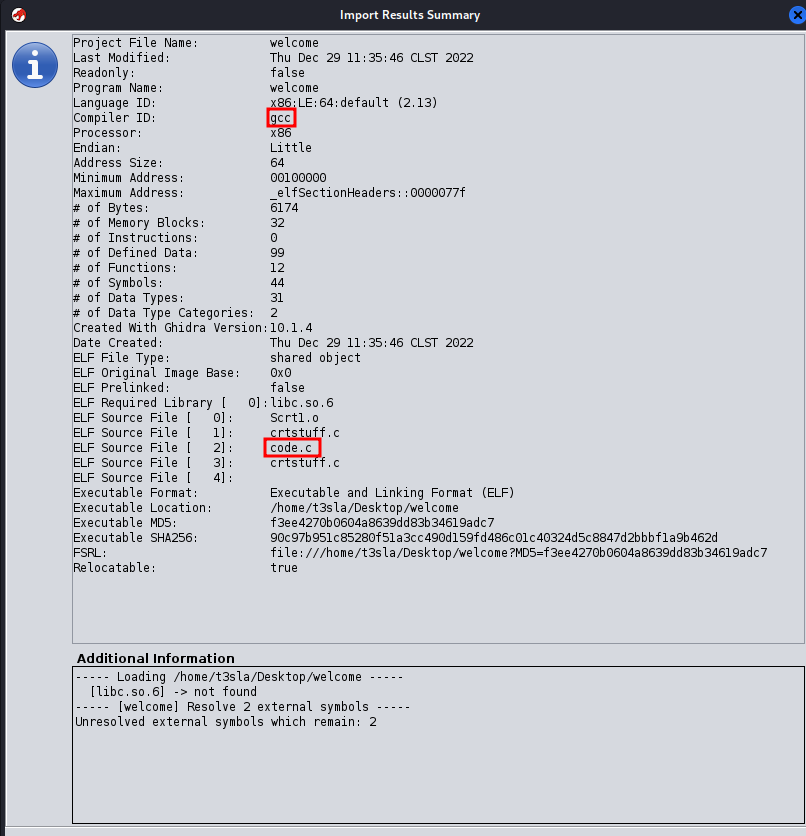 Import Results Summary
Project File Name: welcome
Last Modified: Thu Dec 29 11:35:46 CLST 2022
Readonly: false
Program Name: welcome
Language ID: x86:LE:64:default (2.13)
Compiler ID: gcc
Processor: x86
Endian: Little
Address Size: 64
Minimum Address: 00100000
Maximum Address: _elfSectionHeaders::0000077f
# of Bytes: 6174
# of Memory Blocks: 32
# of Instructions: 0
# of Defined Data: 99
# of Functions: 12
# of Symbols: 44
# of Data Types: 31
# of Data Type Categories: 2
Created With Ghidra Version: 10.1.4
Date Created: Thu Dec 29 11:35:46 CLST 2022
ELF File Type: shared object
ELF Original Image Base: 0x0
ELF Prelinked: false
ELF Required Library [ 0]: libc.so.6
ELF Source File [ 0]: Scrt1.o
ELF Source File [ 1]: crtstuff.c
ELF Source File [ 2]: code.c
ELF Source File [ 3]: crtstuff.c
ELF Source File [ 4]:
Executable Format: Executable and Linking Format (ELF)
Executable Location: /home/t3sla/Desktop/welcome
Executable MD5: f3ee4270b0604a8639dd83b34619adc7
Executable SHA256: 90c97b951c85280f51a3cc490d159fd486c01c40324d5c8847d2bbbf1a9b462d
FSRL: file:///home/t3sla/Desktop/welcome?MD5=f3ee4270b0604a8639dd83b34619adc7
Relocatable: true
Additional Information
----- Loading /home/t3sla/Desktop/welcome -----
[libc.so.6] -> not found
----- [welcome] Resolve 2 external symbols -----
Unresolved external symbols which remain: 2